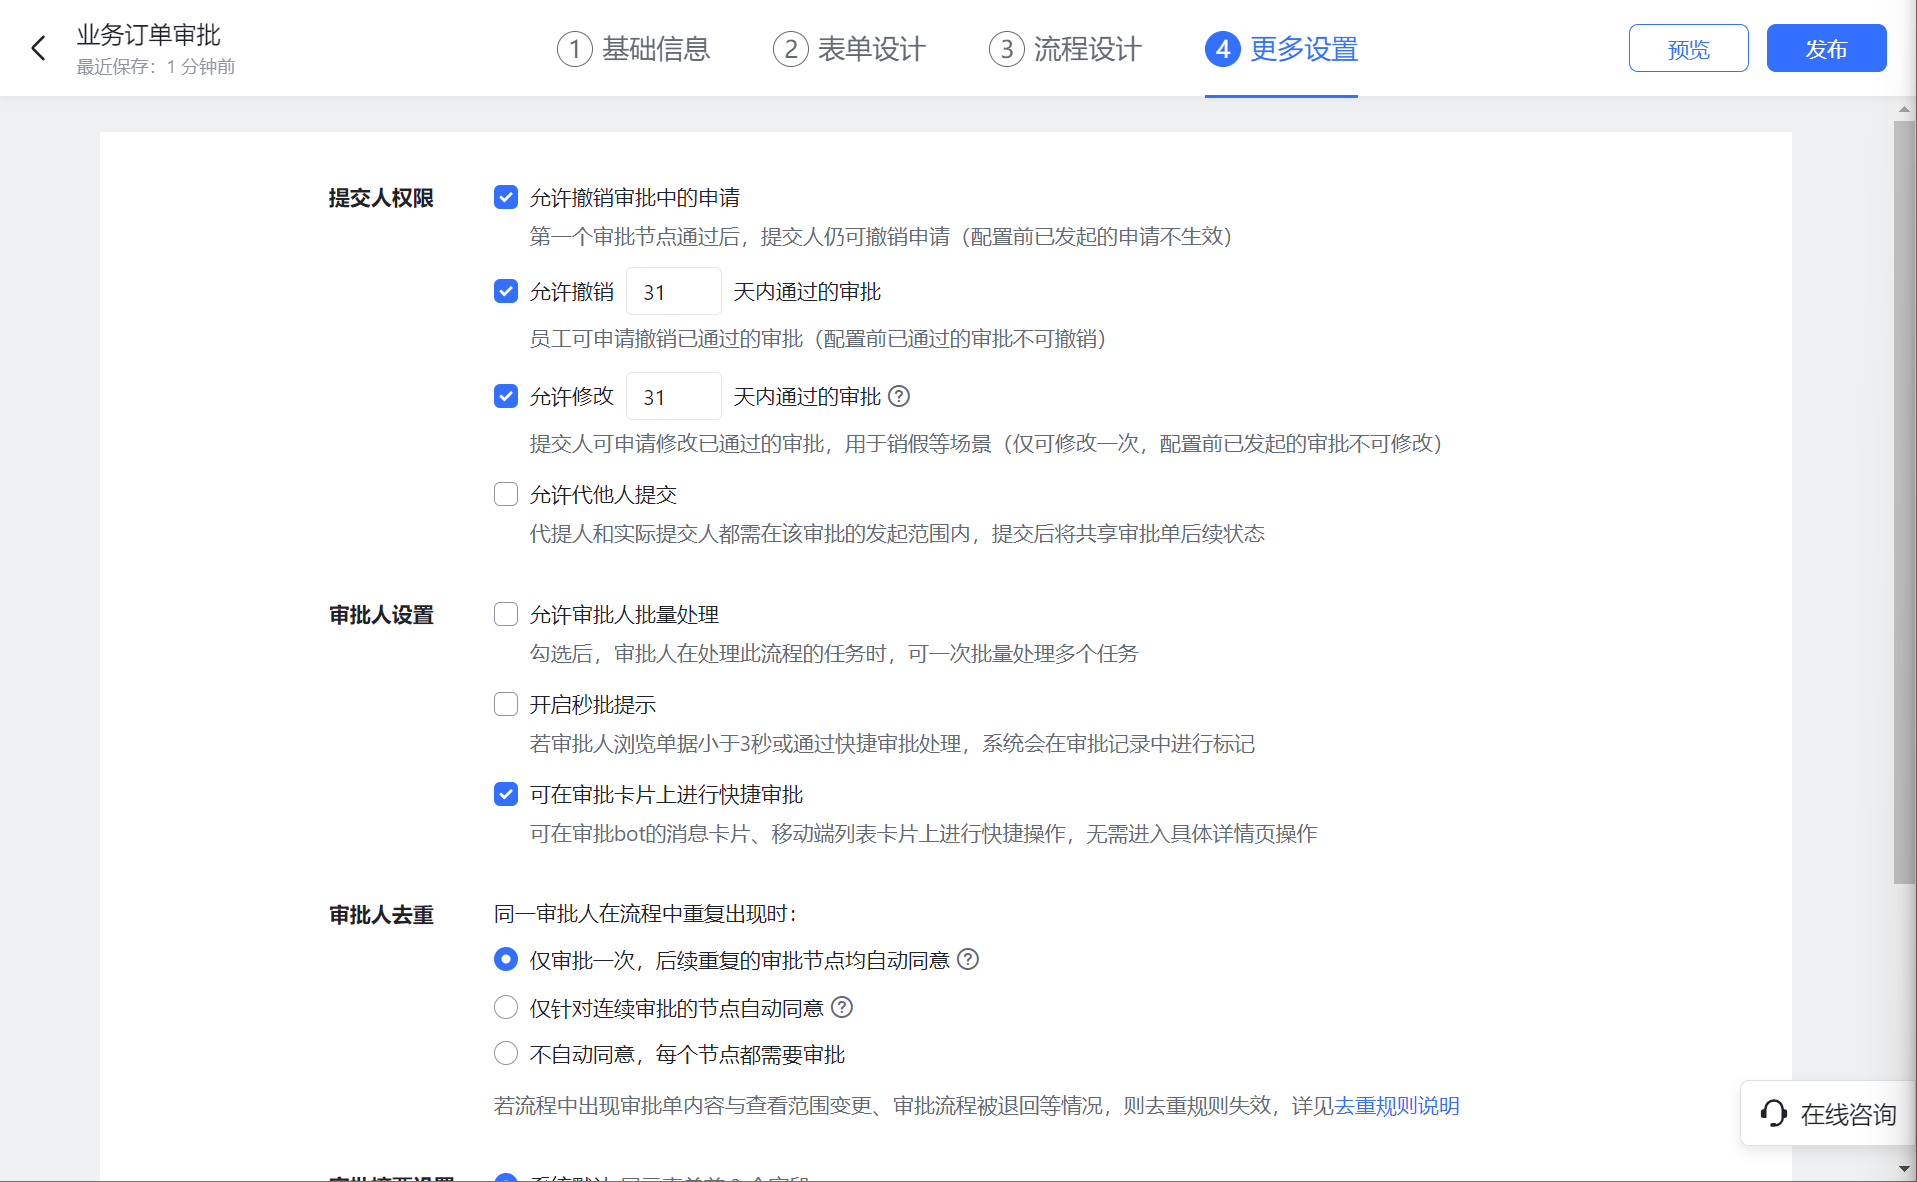 业务订单审批
最近保存：1 分钟前
1 基础信息
2 表单设计
3 流程设计
4 更多设置
预览
发布
提交人权限
允许撤销审批中的申请
第一个审批节点通过后，提交人仍可撤销申请（配置前已发起的申请不生效）
允许撤销 31 天内通过的审批
员工可申请撤销已通过的审批（配置前已通过的审批不可撤销）
允许修改 31 天内通过的审批
提交人可申请修改已通过的审批，用于销假等场景（仅可修改一次，配置前已发起的审批不可修改）
允许代他人提交
代提人和实际提交人都需在该审批的发起范围内，提交后将共享审批单后续状态
审批人设置
允许审批人批量处理
勾选后，审批人在处理此流程的任务时，可一次批量处理多个任务
开启秒批提示
若审批人浏览单据小于3秒或通过快捷审批处理，系统会在审批记录中进行标记
可在审批卡片上进行快捷审批
可在审批bot的消息卡片、移动端列表卡片上进行快捷操作，无需进入具体详情页操作
审批人去重
同一审批人在流程中重复出现时：
仅审批一次，后续重复的审批节点均自动同意
仅针对连续审批的节点自动同意
不自动同意，每个节点都需要审批
若流程中出现审批单内容与查看范围变更、审批流程被退回等情况，则去重规则失效，详见去重规则说明
在线咨询